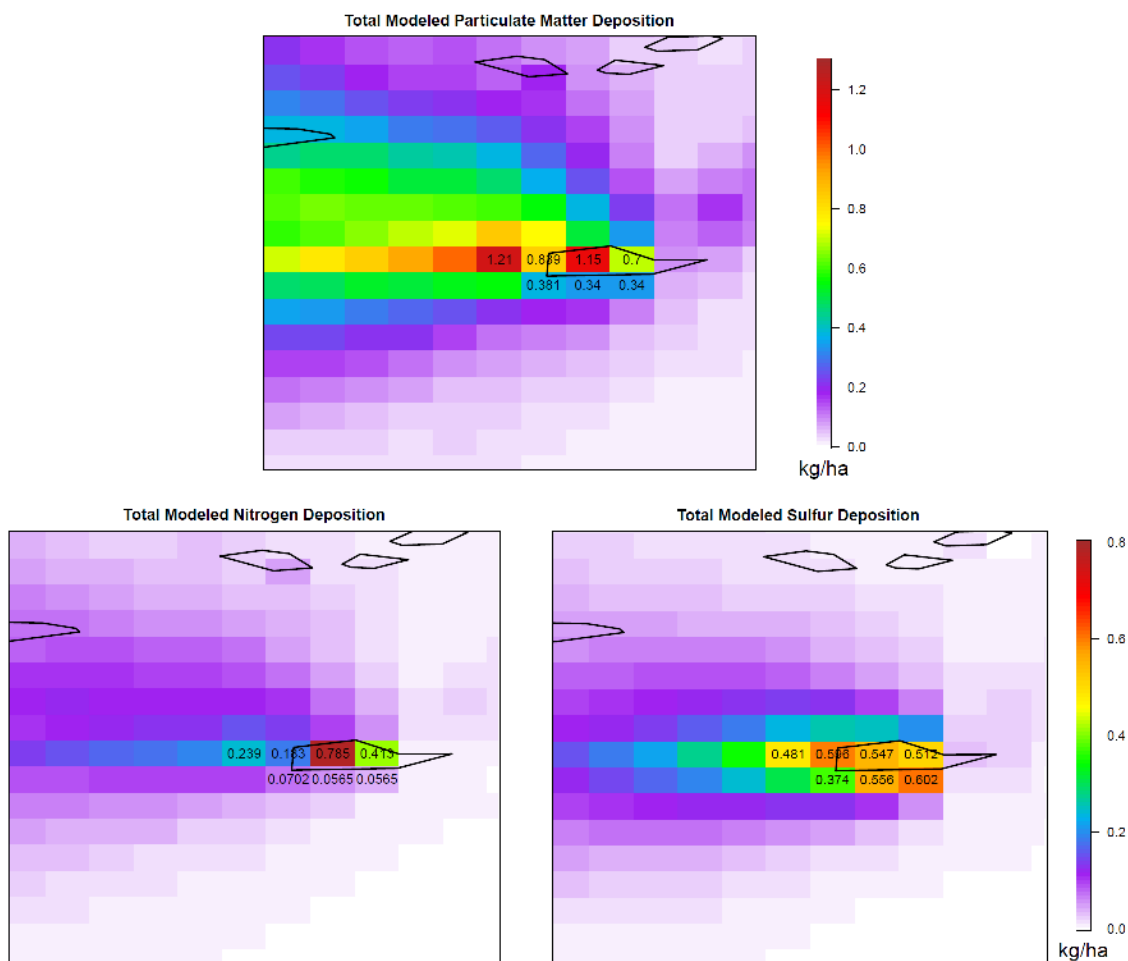 Total Modeled Particulate Matter Deposition
1.2
1.0
0.8
0.6
0.4
0.2
0.0
kg/ha
1.21 1.15 0.7
0.381 0.34 0.34
Total Modeled Nitrogen Deposition
0.239 0.785 0.413
0.0702 0.0565 0.0565
Total Modeled Sulfur Deposition
0.481 0.547 0.512
0.374 0.556 0.602
0.8
0.6
0.4
0.2
0.0
kg/ha